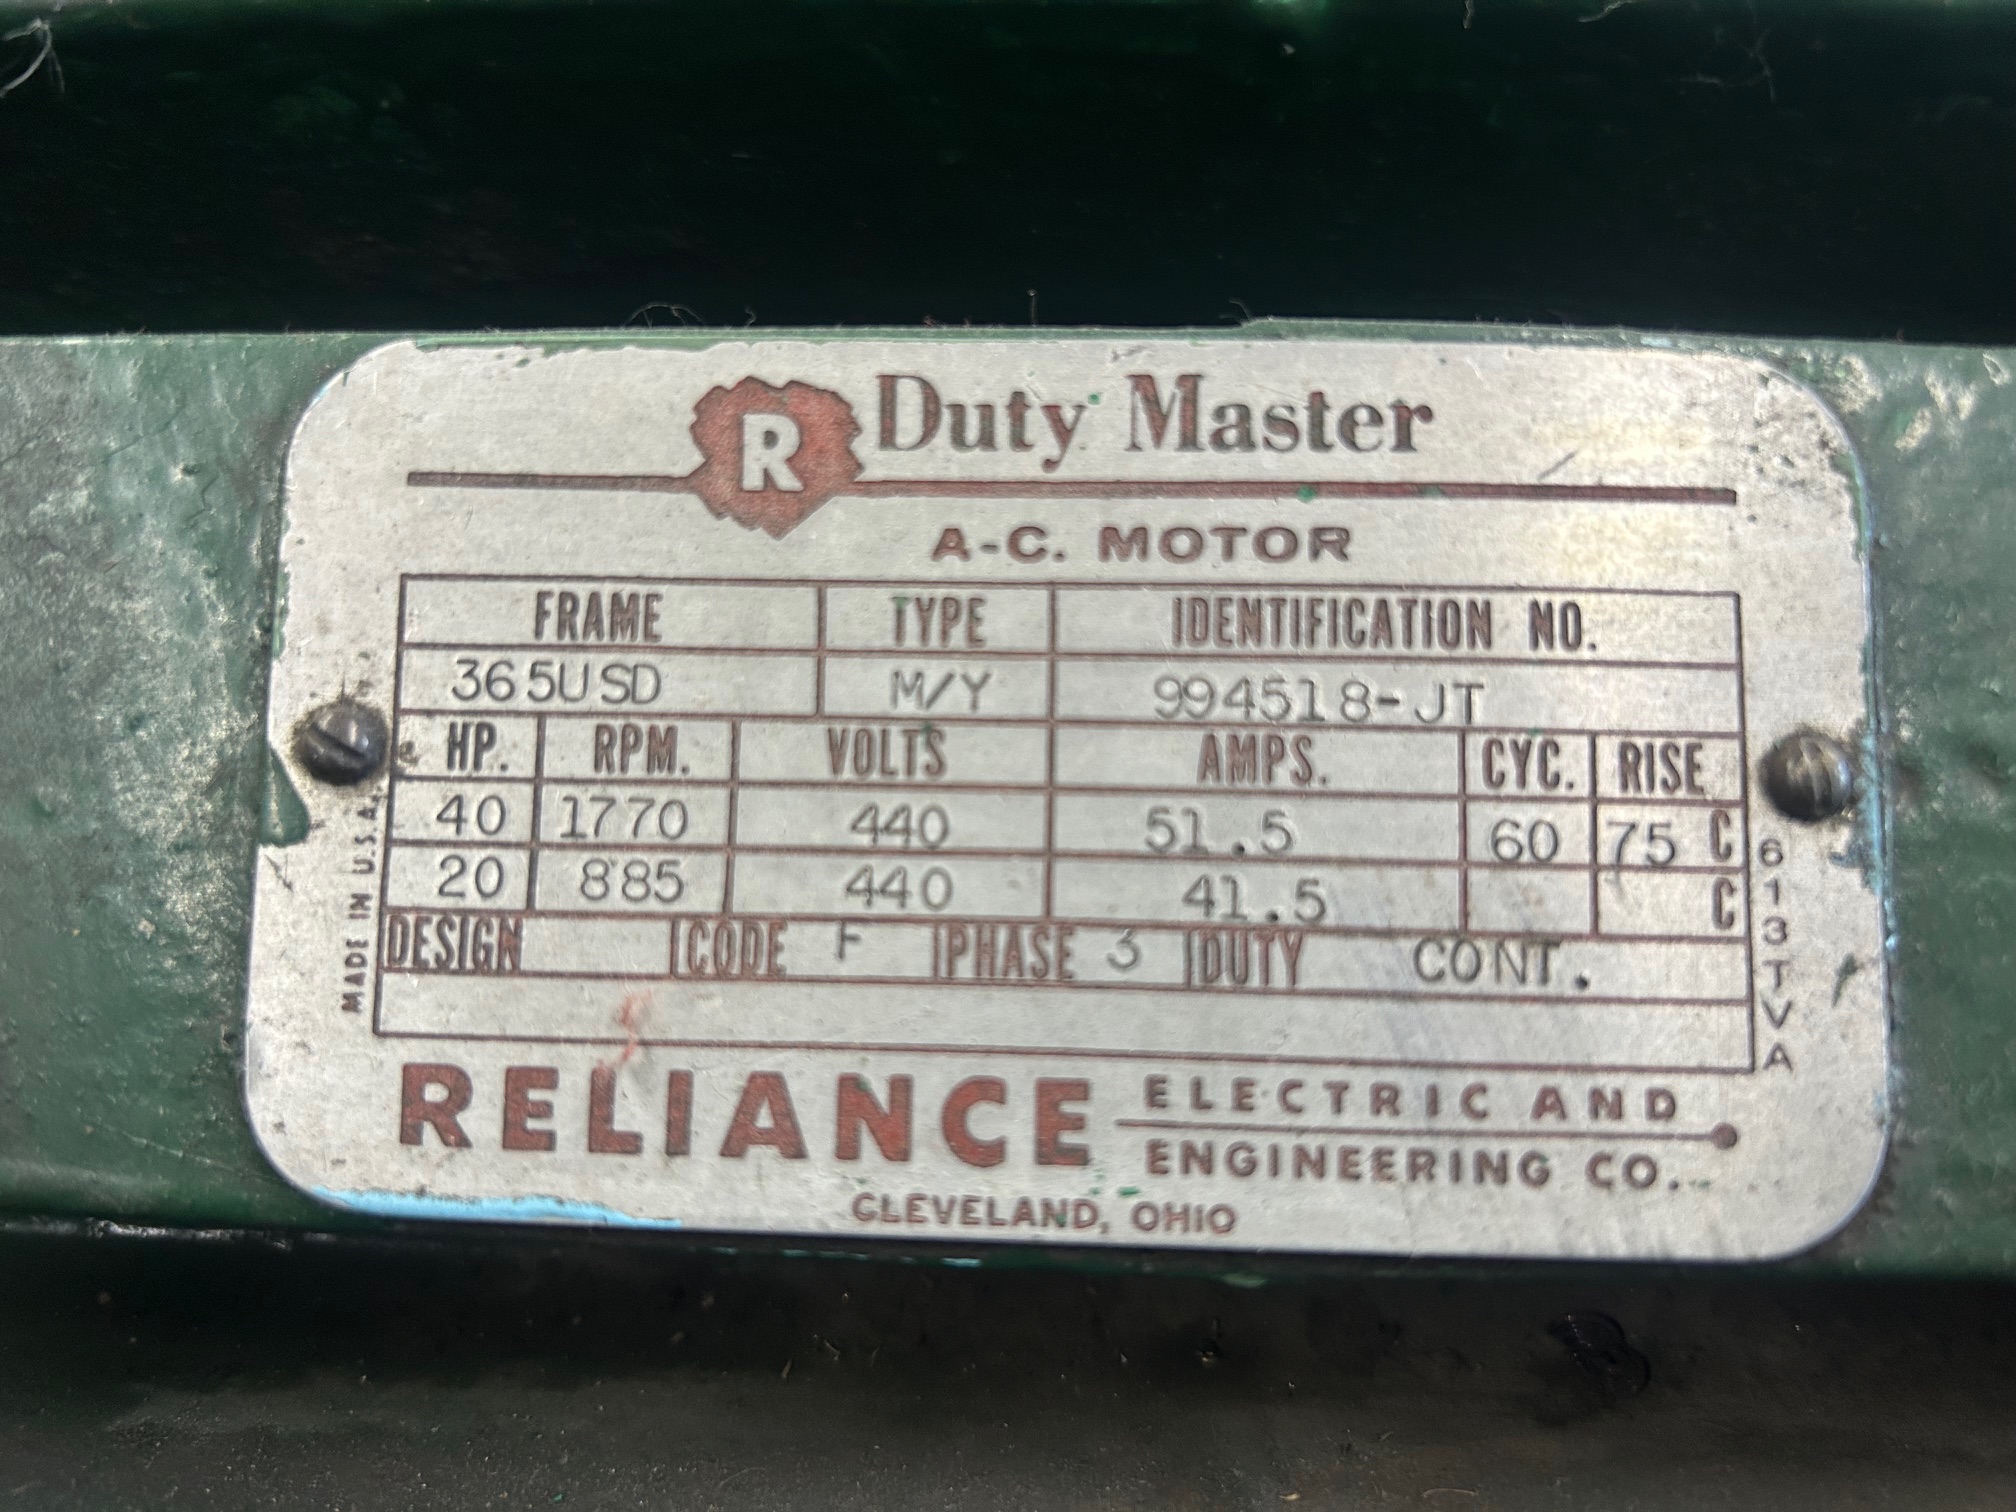 R Duty Master
A-C. MOTOR
FRAME TYPE IDENTIFICATION NO.
365USD M/Y 994518-JT
HP. RPM. VOLTS AMPS. CYC. RISE
40 1770 440 51.5 60 75 C
20 885 440 41.5 C
DESIGN CODE F PHASE 3 DUTY CONT.
MADE IN U.S.A.
613TVA
RELIANCE ELECTRIC AND
ENGINEERING CO.
CLEVELAND, OHIO